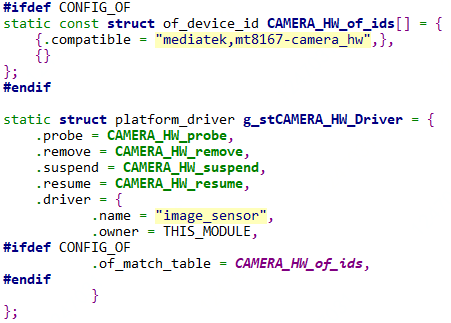 #ifdef CONFIG_OF
static const struct of_device_id CAMERA_HW_of_ids[] = {
    {.compatible = "mediatek,mt8167-camera_hw",},
    {}
};
#endif

static struct platform_driver g_stCAMERA_HW_Driver = {
    .probe = CAMERA_HW_probe,
    .remove = CAMERA_HW_remove,
    .suspend = CAMERA_HW_suspend,
    .resume = CAMERA_HW_resume,
    .driver = {
           .name = "image_sensor",
           .owner = THIS_MODULE,
#ifdef CONFIG_OF
           .of_match_table = CAMERA_HW_of_ids,
#endif
           }
};